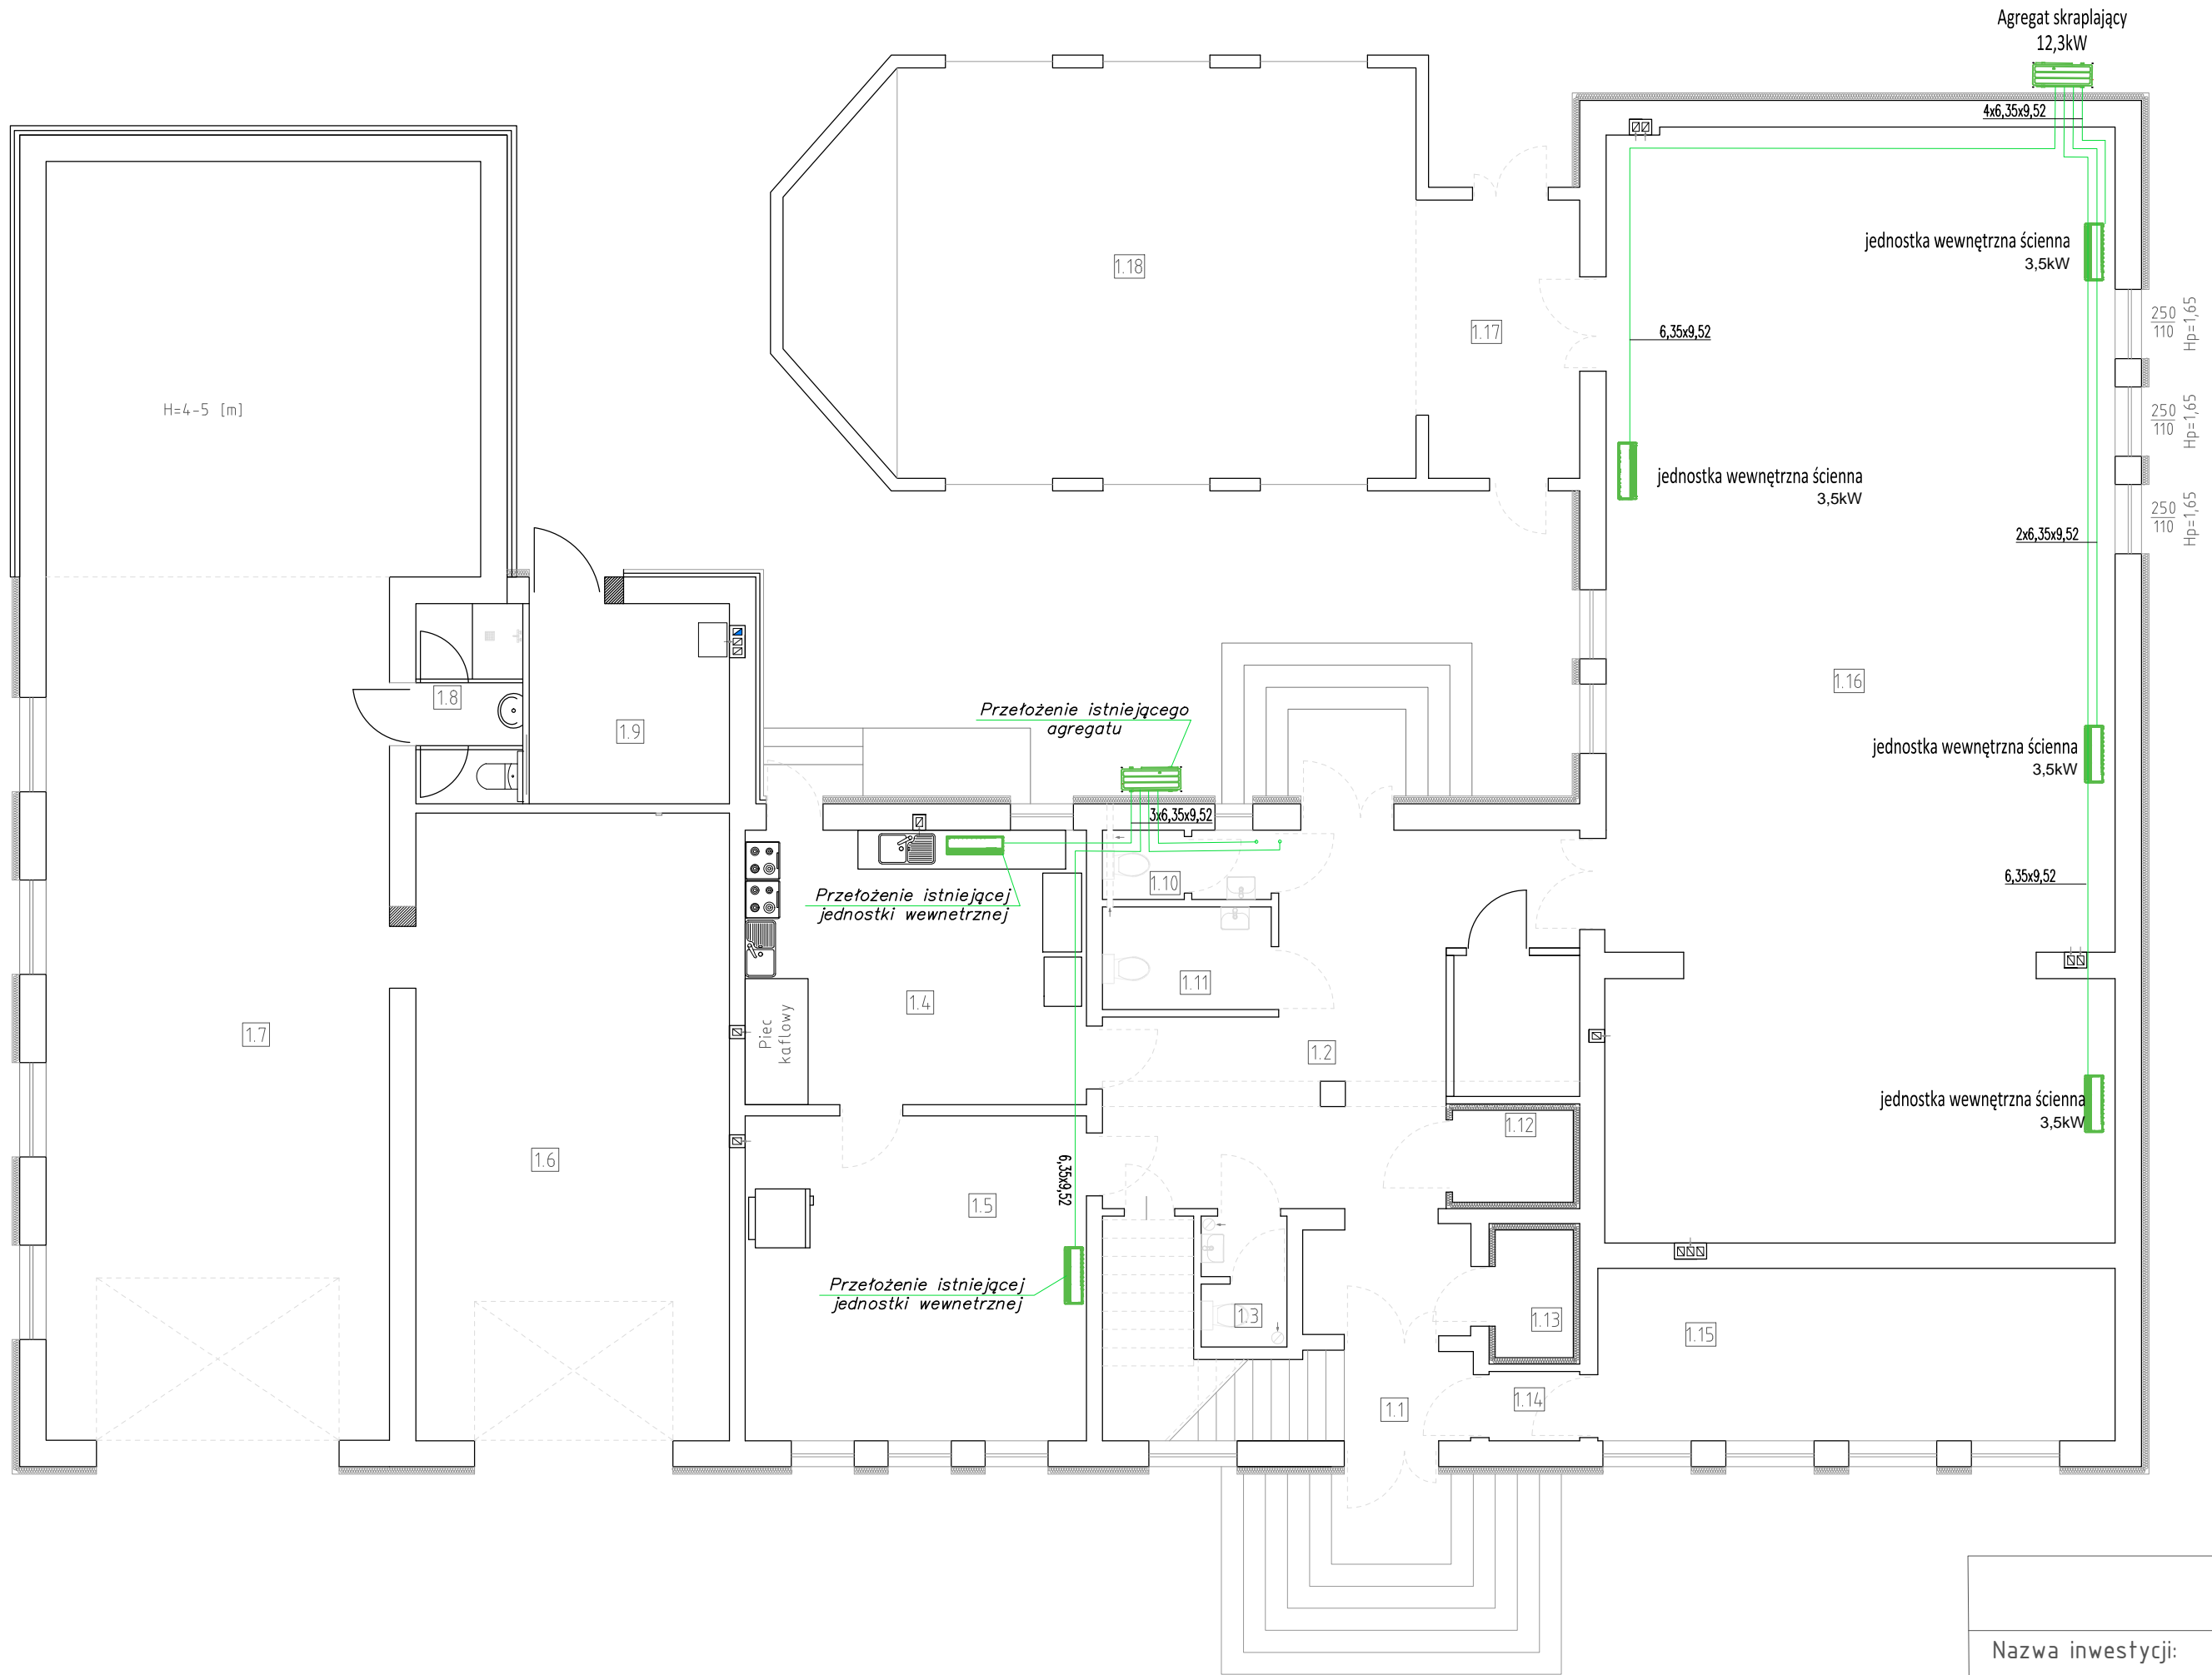 Agregat skraplający
12,3kW
4x6,35x9,52
jednostka wewnętrzna ścienna
3,5kW
1.18
250
110
Hp=1,65
1.17
6,35x9,52
H=4-5 [m]
250
110
Hp=1,65
jednostka wewnętrzna ścienna
3,5kW
250
110
Hp=1,65
2x6,35x9,52
1.16
1.8
1.9
Przełożenie istniejącego
agregatu
jednostka wewnętrzna ścienna
3,5kW
3x6,35x9,52
1.10
6,35x9,52
Przełożenie istniejącej
jednostki wewnetrznej
1.11
1.4
Piec
kaflowy
1.7
1.2
jednostka wewnętrzna ścienna
3,5kW
1.12
1.6
6,35x9,52
1.5
Przełożenie istniejącej
jednostki wewnetrznej
1.3
1.13
1.15
1.14
1.1
Nazwa inwestycji: